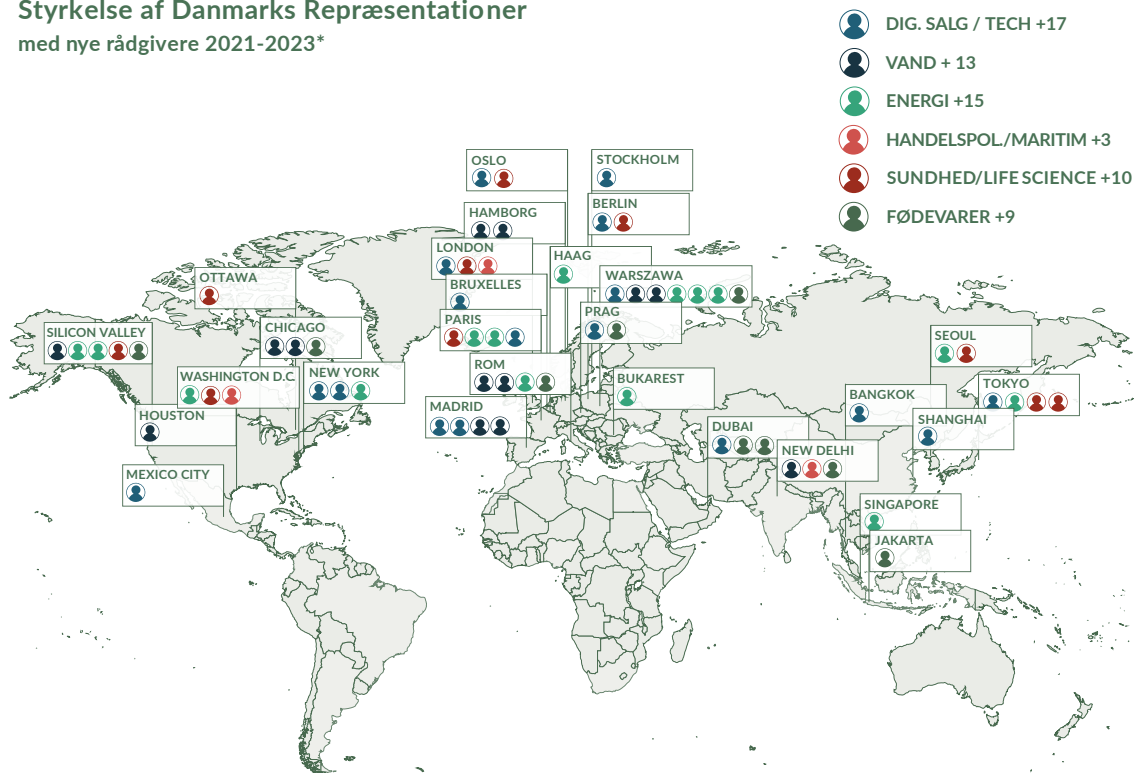 Styrkelse af Danmarks Repræsentationer
med nye rådgivere 2021-2023*
DIG. SALG / TECH +17
VAND + 13
ENERGI +15
HANDELSPOL./MARITIM +3
SUNDHED/LIFE SCIENCE +10
FØDEVARER +9
OSLO
STOCKHOLM
BERLIN
HAMBORG
LONDON
HAAG
WARSZAWA
OTTAWA
BRUXELLES
PRAG
PARIS
SILICON VALLEY
CHICAGO
SEOUL
ROM
WASHINGTON D.C
NEW YORK
BUKAREST
TOKYO
BANGKOK
MADRID
HOUSTON
SHANGHAI
DUBAI
NEW DELHI
MEXICO CITY
SINGAPORE
JAKARTA